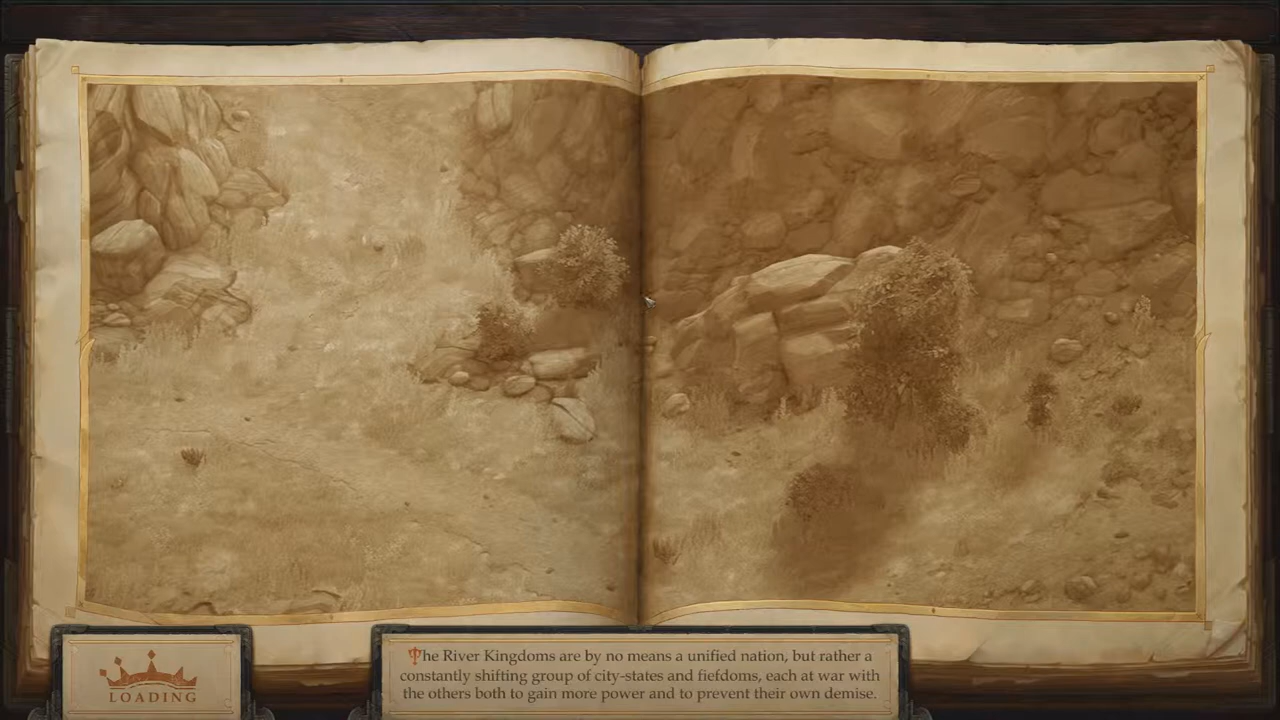 LOADING
The River Kingdoms are by no means a unified nation, but rather a
constantly shifting group of city-states and fiefdoms, each at war with
the others both to gain more power and to prevent their own demise.